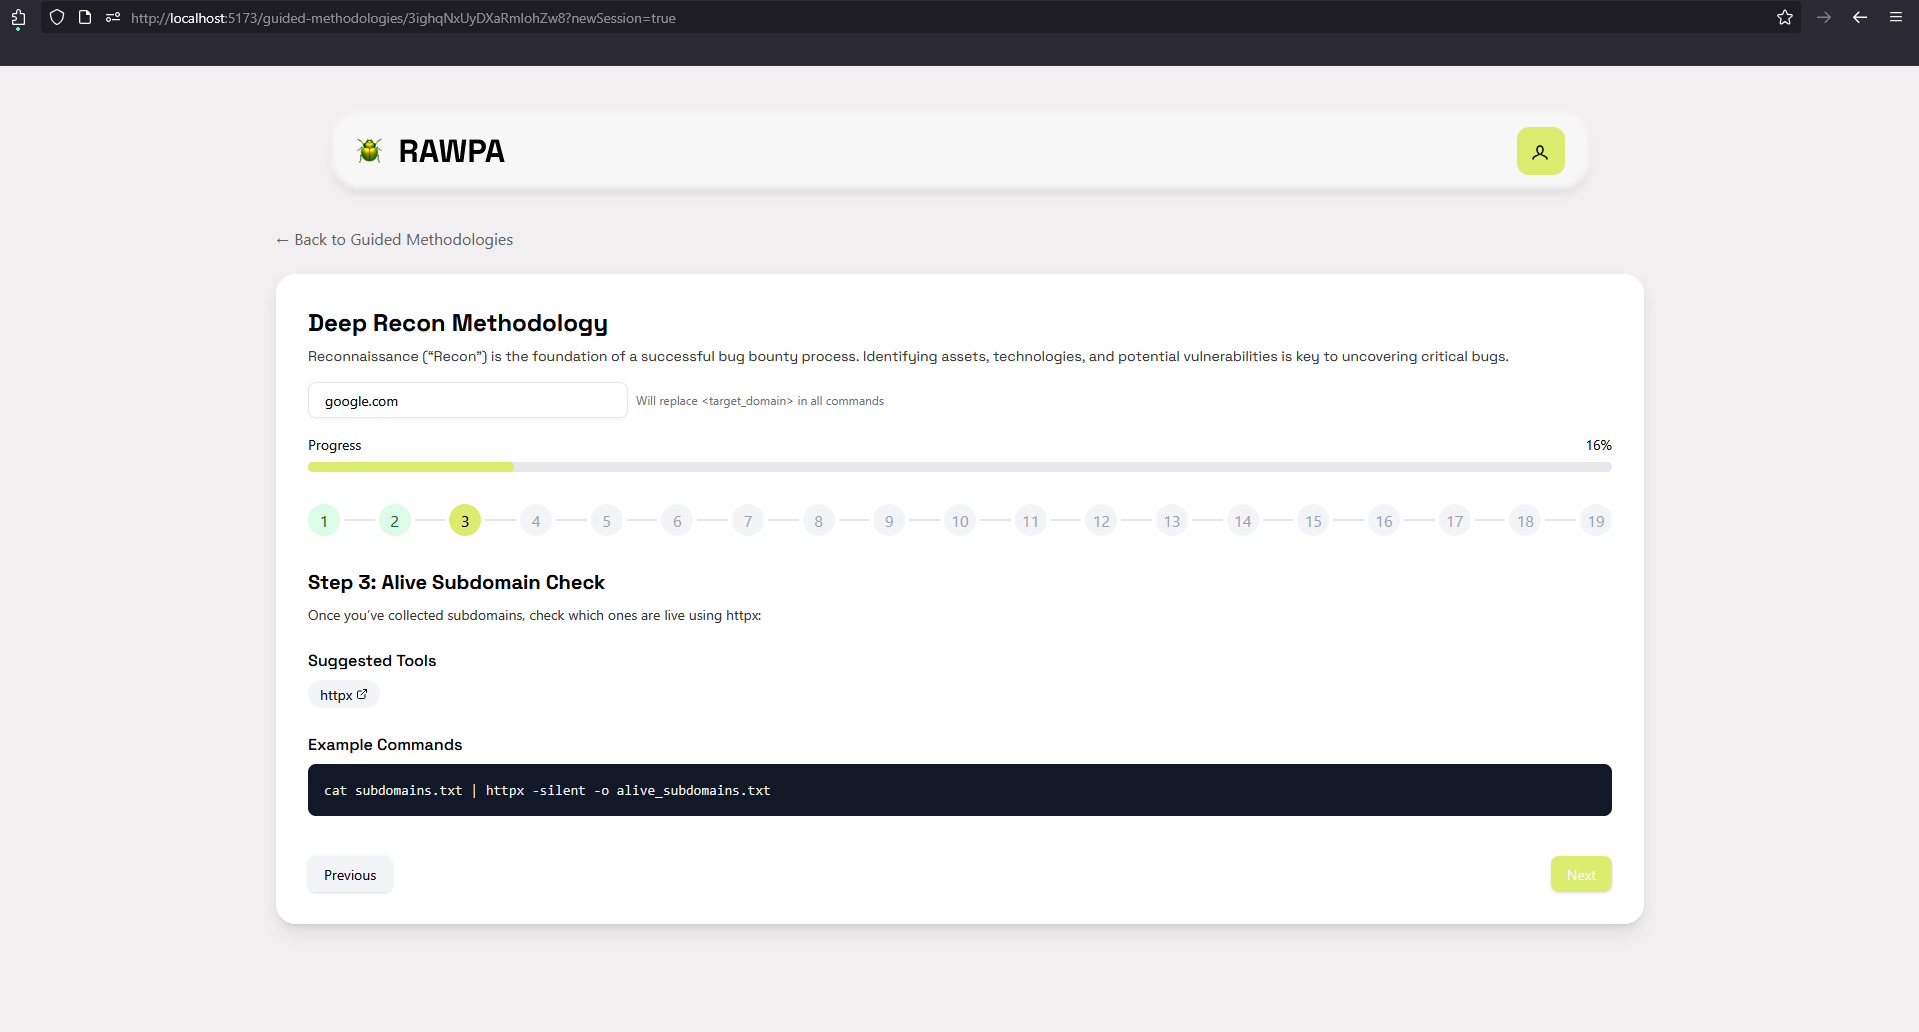 http://localhost:5173/guided-methodologies/3ighqNxUyDXaRmlohZw8?newSession=true
RAWPA
← Back to Guided Methodologies
Deep Recon Methodology
Reconnaissance (“Recon”) is the foundation of a successful bug bounty process. Identifying assets, technologies, and potential vulnerabilities is key to uncovering critical bugs.
google.com Will replace <target_domain> in all commands
Progress 16%
1 2 3 4 5 6 7 8 9 10 11 12 13 14 15 16 17 18 19
Step 3: Alive Subdomain Check
Once you’ve collected subdomains, check which ones are live using httpx:
Suggested Tools
httpx
Example Commands
cat subdomains.txt | httpx -silent -o alive_subdomains.txt
Previous Next